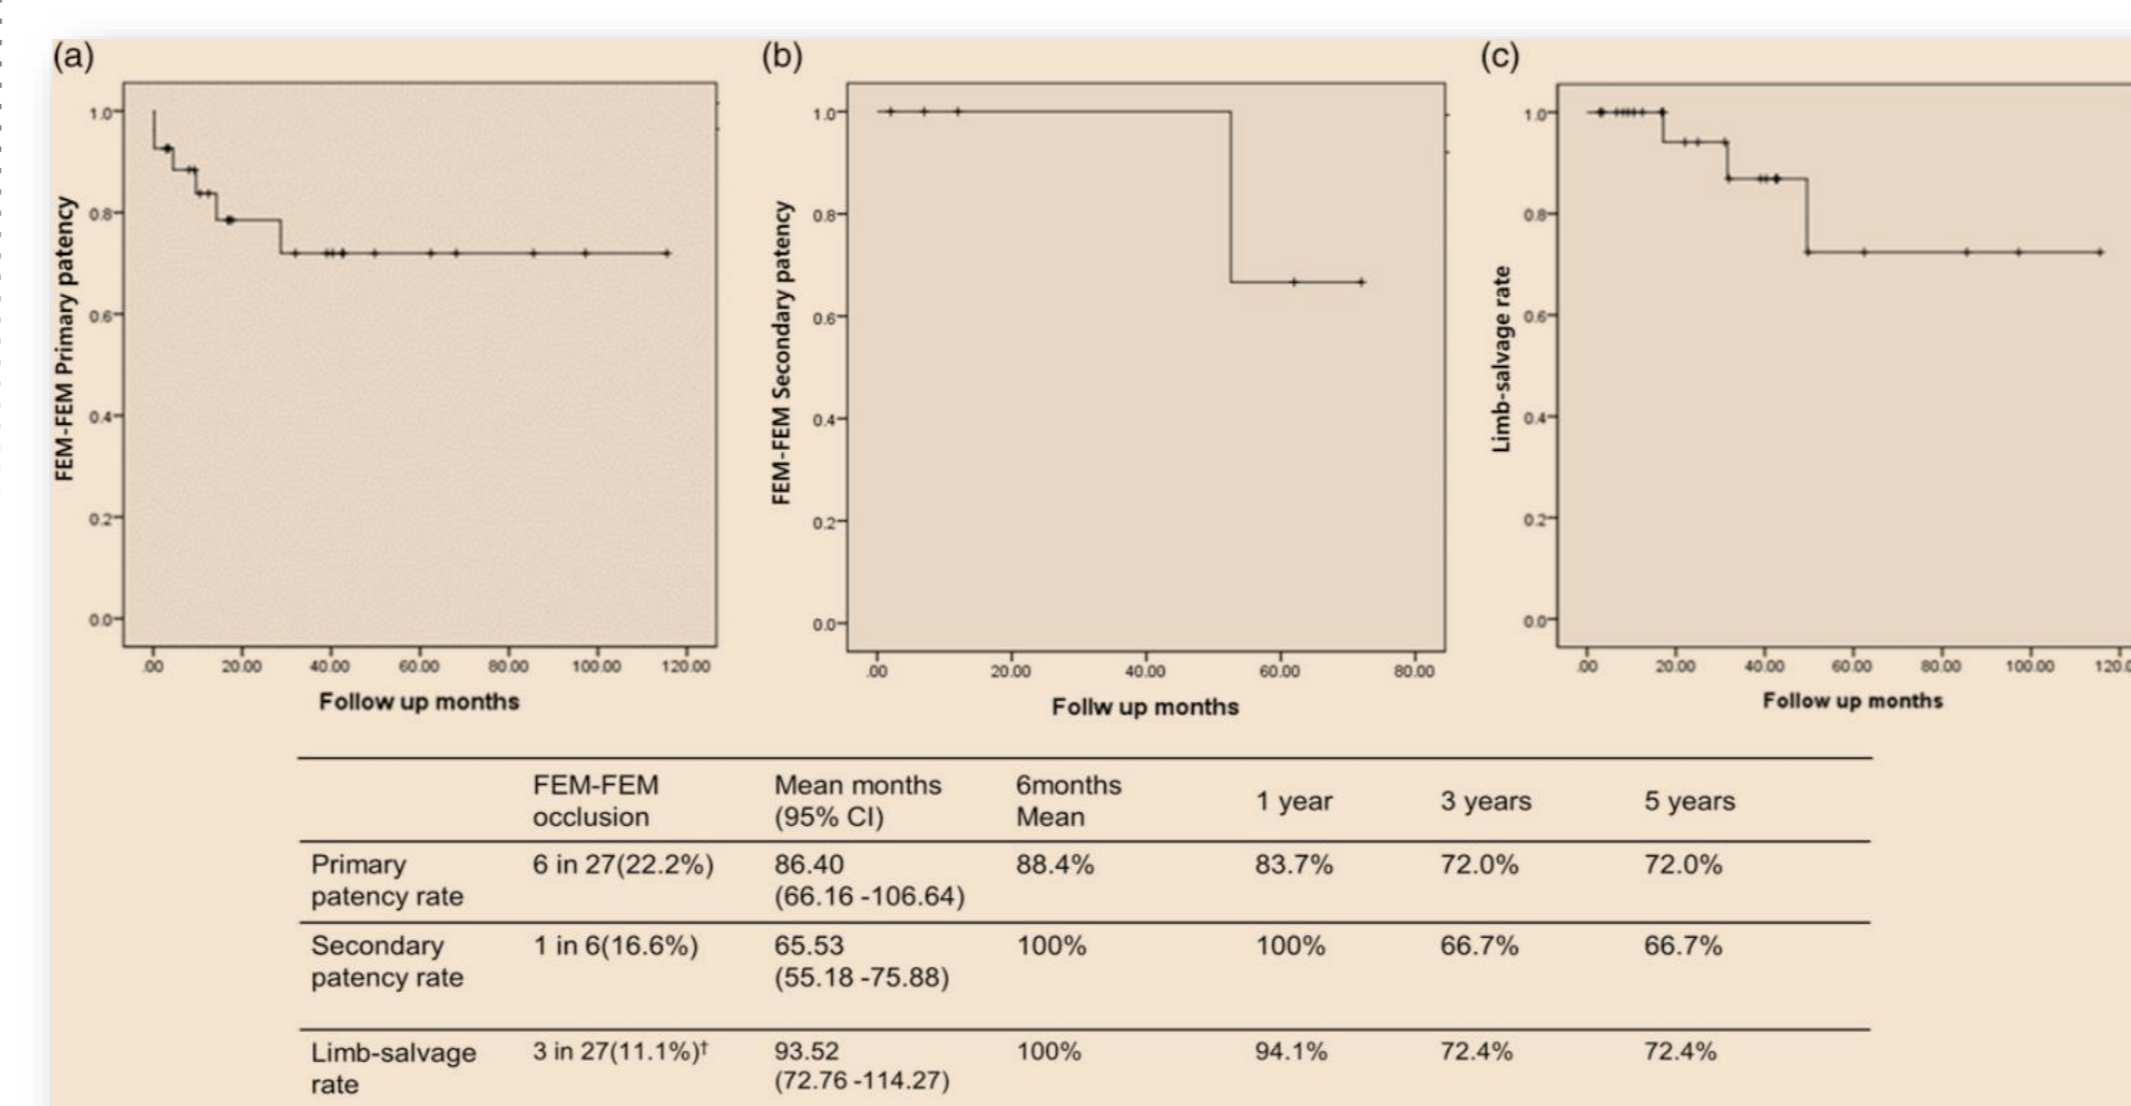 (a)
1.0
0.8
0.6
0.4
0.2
0.0
FEM-FEM Primary patency
.00 20.00 40.00 60.00 80.00 100.00 120.00
Follow up months
(b)
1.0
0.8
0.6
0.4
0.2
0.0
FEM-FEM Secondary patency
.00 20.00 40.00 60.00 80.00
Follw up months
(c)
1.0
0.8
0.6
0.4
0.2
0.0
Limb-salvage rate
.00 20.00 40.00 60.00 80.00 100.00 120.0
Follow up months
FEM-FEM occlusion
Mean months (95% CI)
6months Mean
1 year
3 years
5 years
Primary patency rate
6 in 27(22.2%)
86.40 (66.16 -106.64)
88.4%
83.7%
72.0%
72.0%
Secondary patency rate
1 in 6(16.6%)
65.53 (55.18 -75.88)
100%
100%
66.7%
66.7%
Limb-salvage rate
3 in 27(11.1%)†
93.52 (72.76 -114.27)
100%
94.1%
72.4%
72.4%